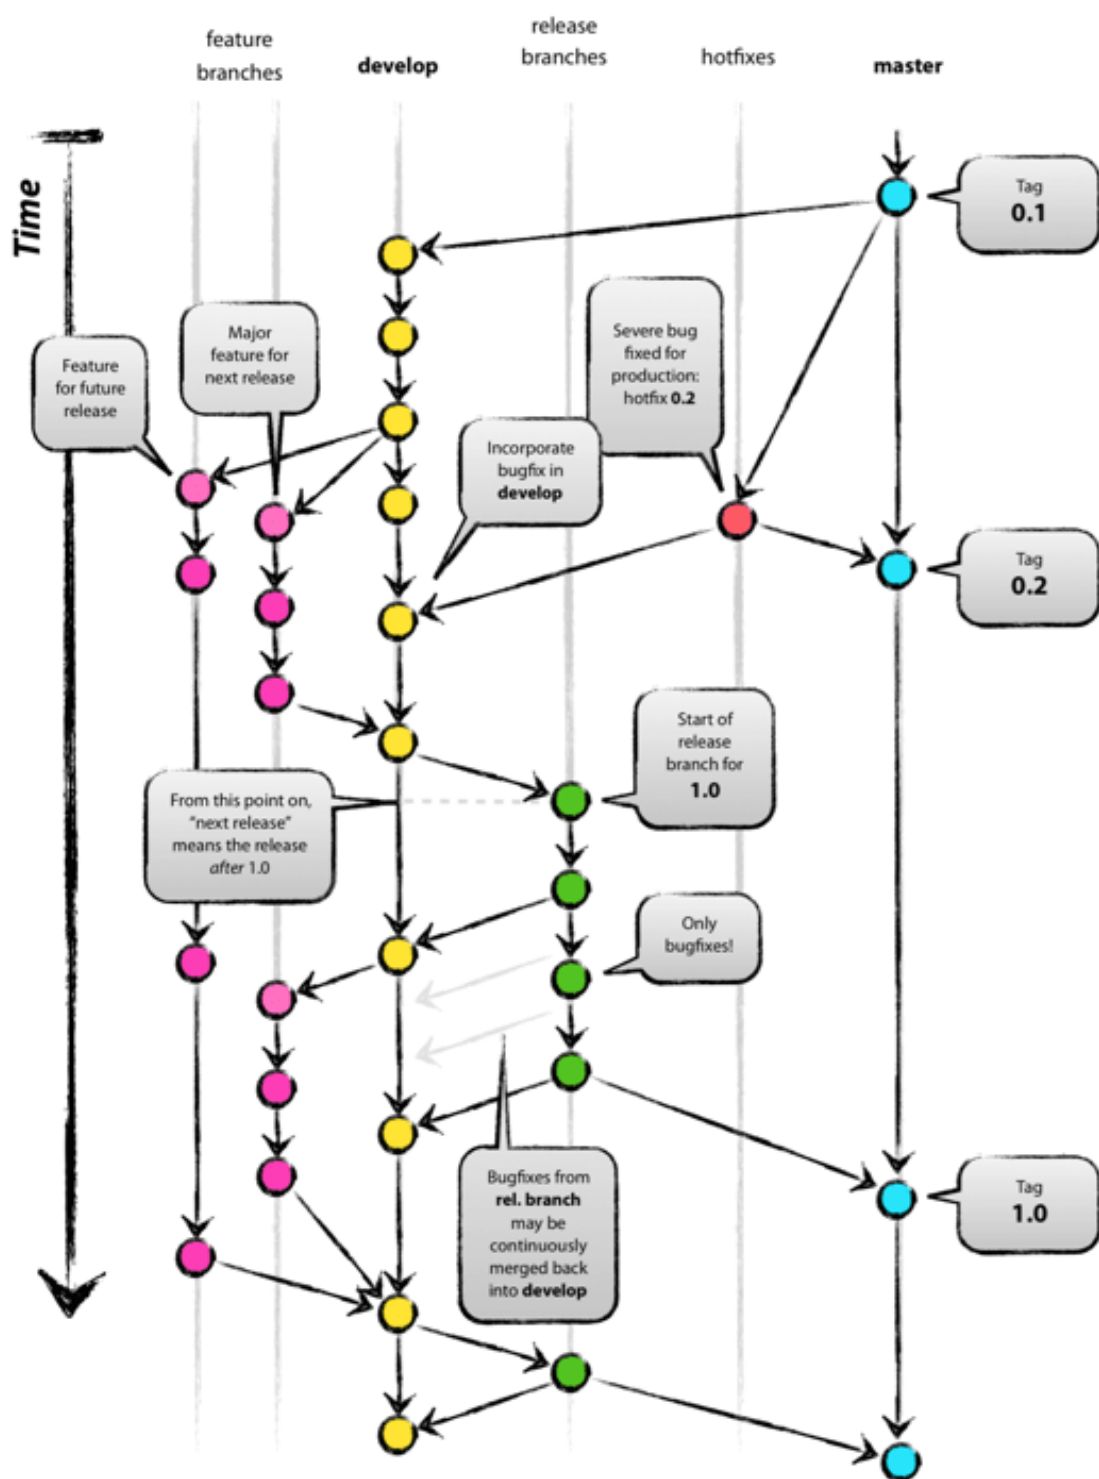 feature
branches
develop
release
branches
hotfixes
master
Time
Tag
0.1
Severe bug
fixed for
production:
hotfix 0.2
Major
feature for
next release
Feature
for future
release
Incorporate
bugfix in
develop
Tag
0.2
Start of
release
branch for
1.0
From this point on,
“next release”
means the release
after 1.0
Only
bugfixes!
Bugfixes from
rel. branch
may be
continuously
merged back
into develop
Tag
1.0